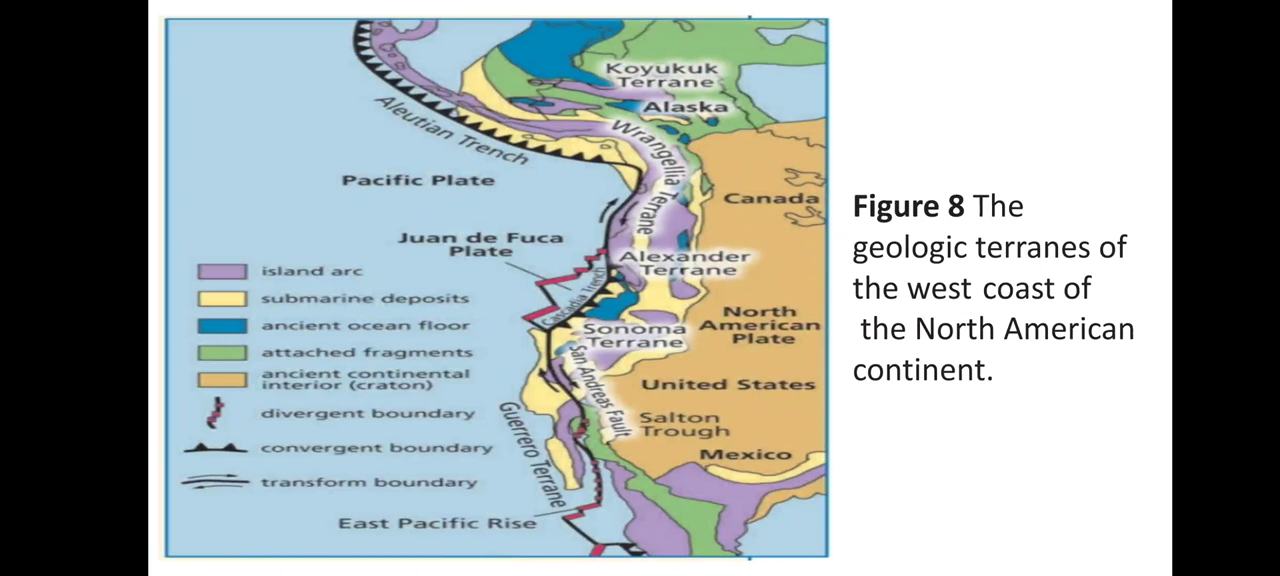 Koyukuk
Terrane
Alaska
Aleutian Trench
Wrangellia Terrane
Pacific Plate
Canada
Juan de Fuca
Plate
Alexander
Terrane
Cascadia Trench
island arc
submarine deposits
ancient ocean floor
attached fragments
ancient continental
interior (craton)
divergent boundary
convergent boundary
transform boundary
North
American
Plate
Sonoma
Terrane
San Andreas Fault
United States
Guerrero Terrane
Salton
Trough
Mexico
East Pacific Rise
Figure 8 The
geologic terranes of
the west coast of
the North American
continent.